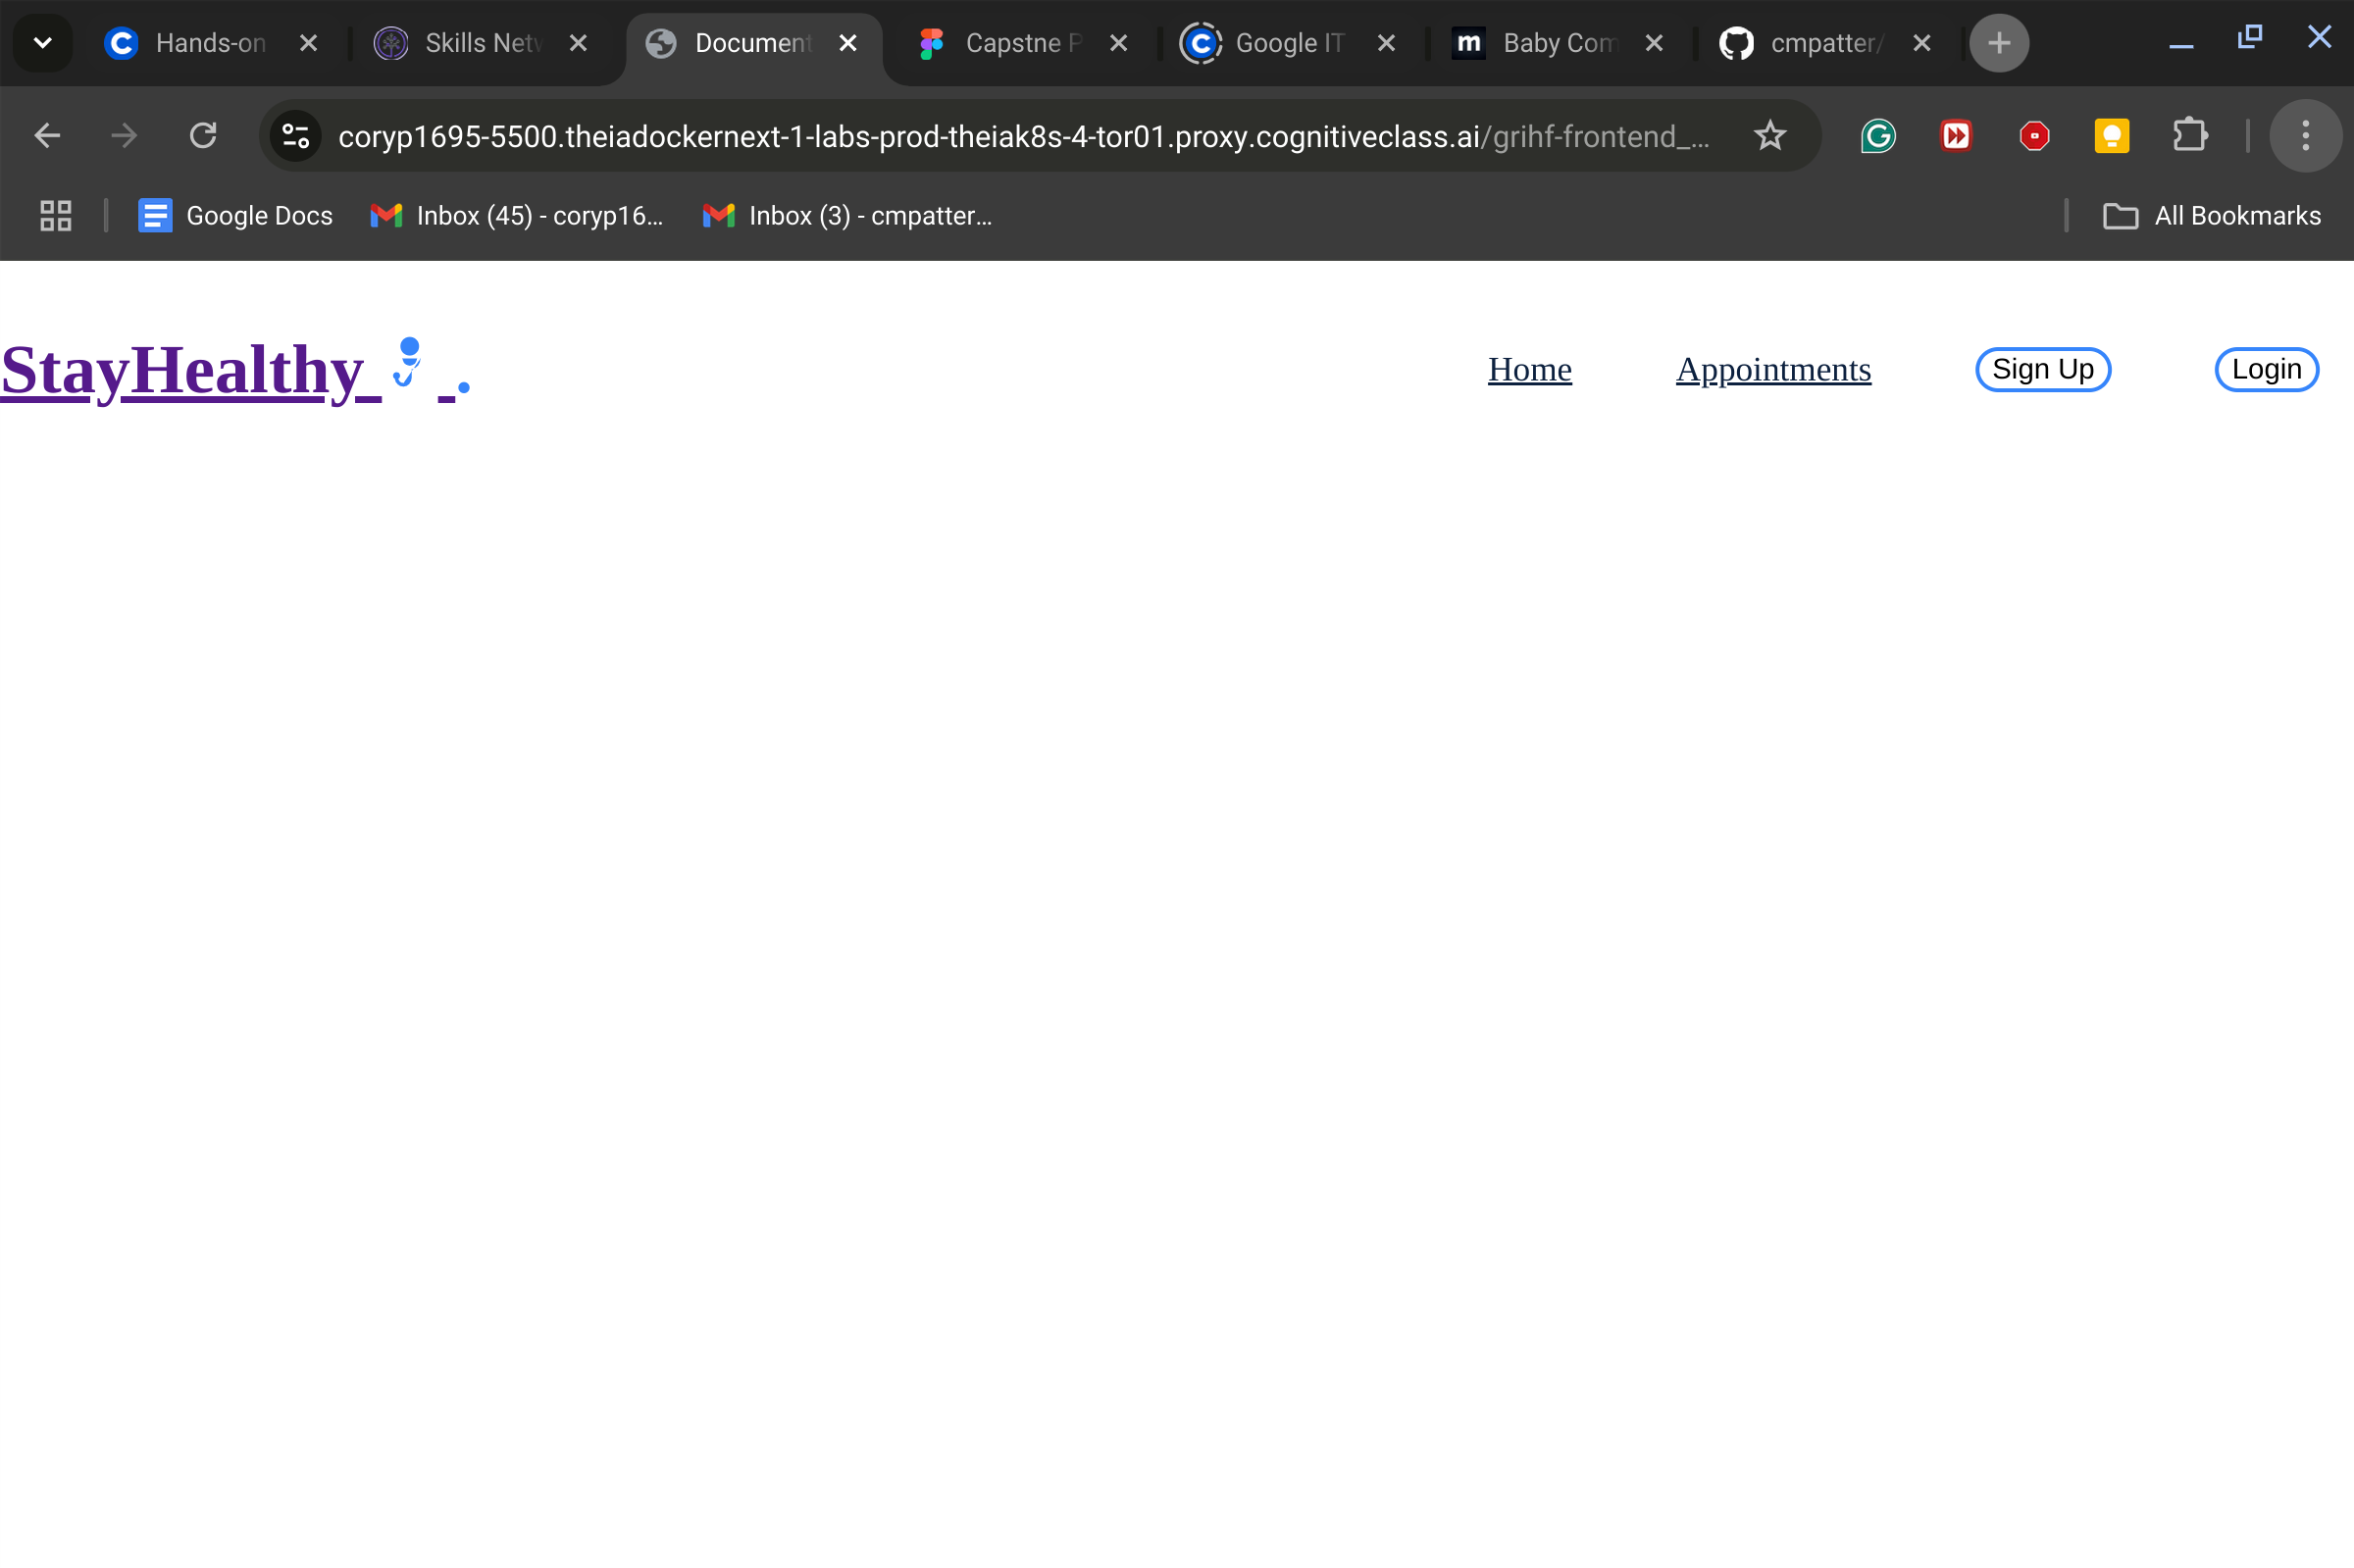 Hands-on
Skills Netw
Document
Capstne P
Google IT
Baby Com
cmpatter/
coryp1695-5500.theiadockernext-1-labs-prod-theiak8s-4-tor01.proxy.cognitiveclass.ai/grihf-frontend_...
Google Docs
Inbox (45) - coryp16...
Inbox (3) - cmpatter...
All Bookmarks
StayHealthy .
Home
Appointments
Sign Up
Login